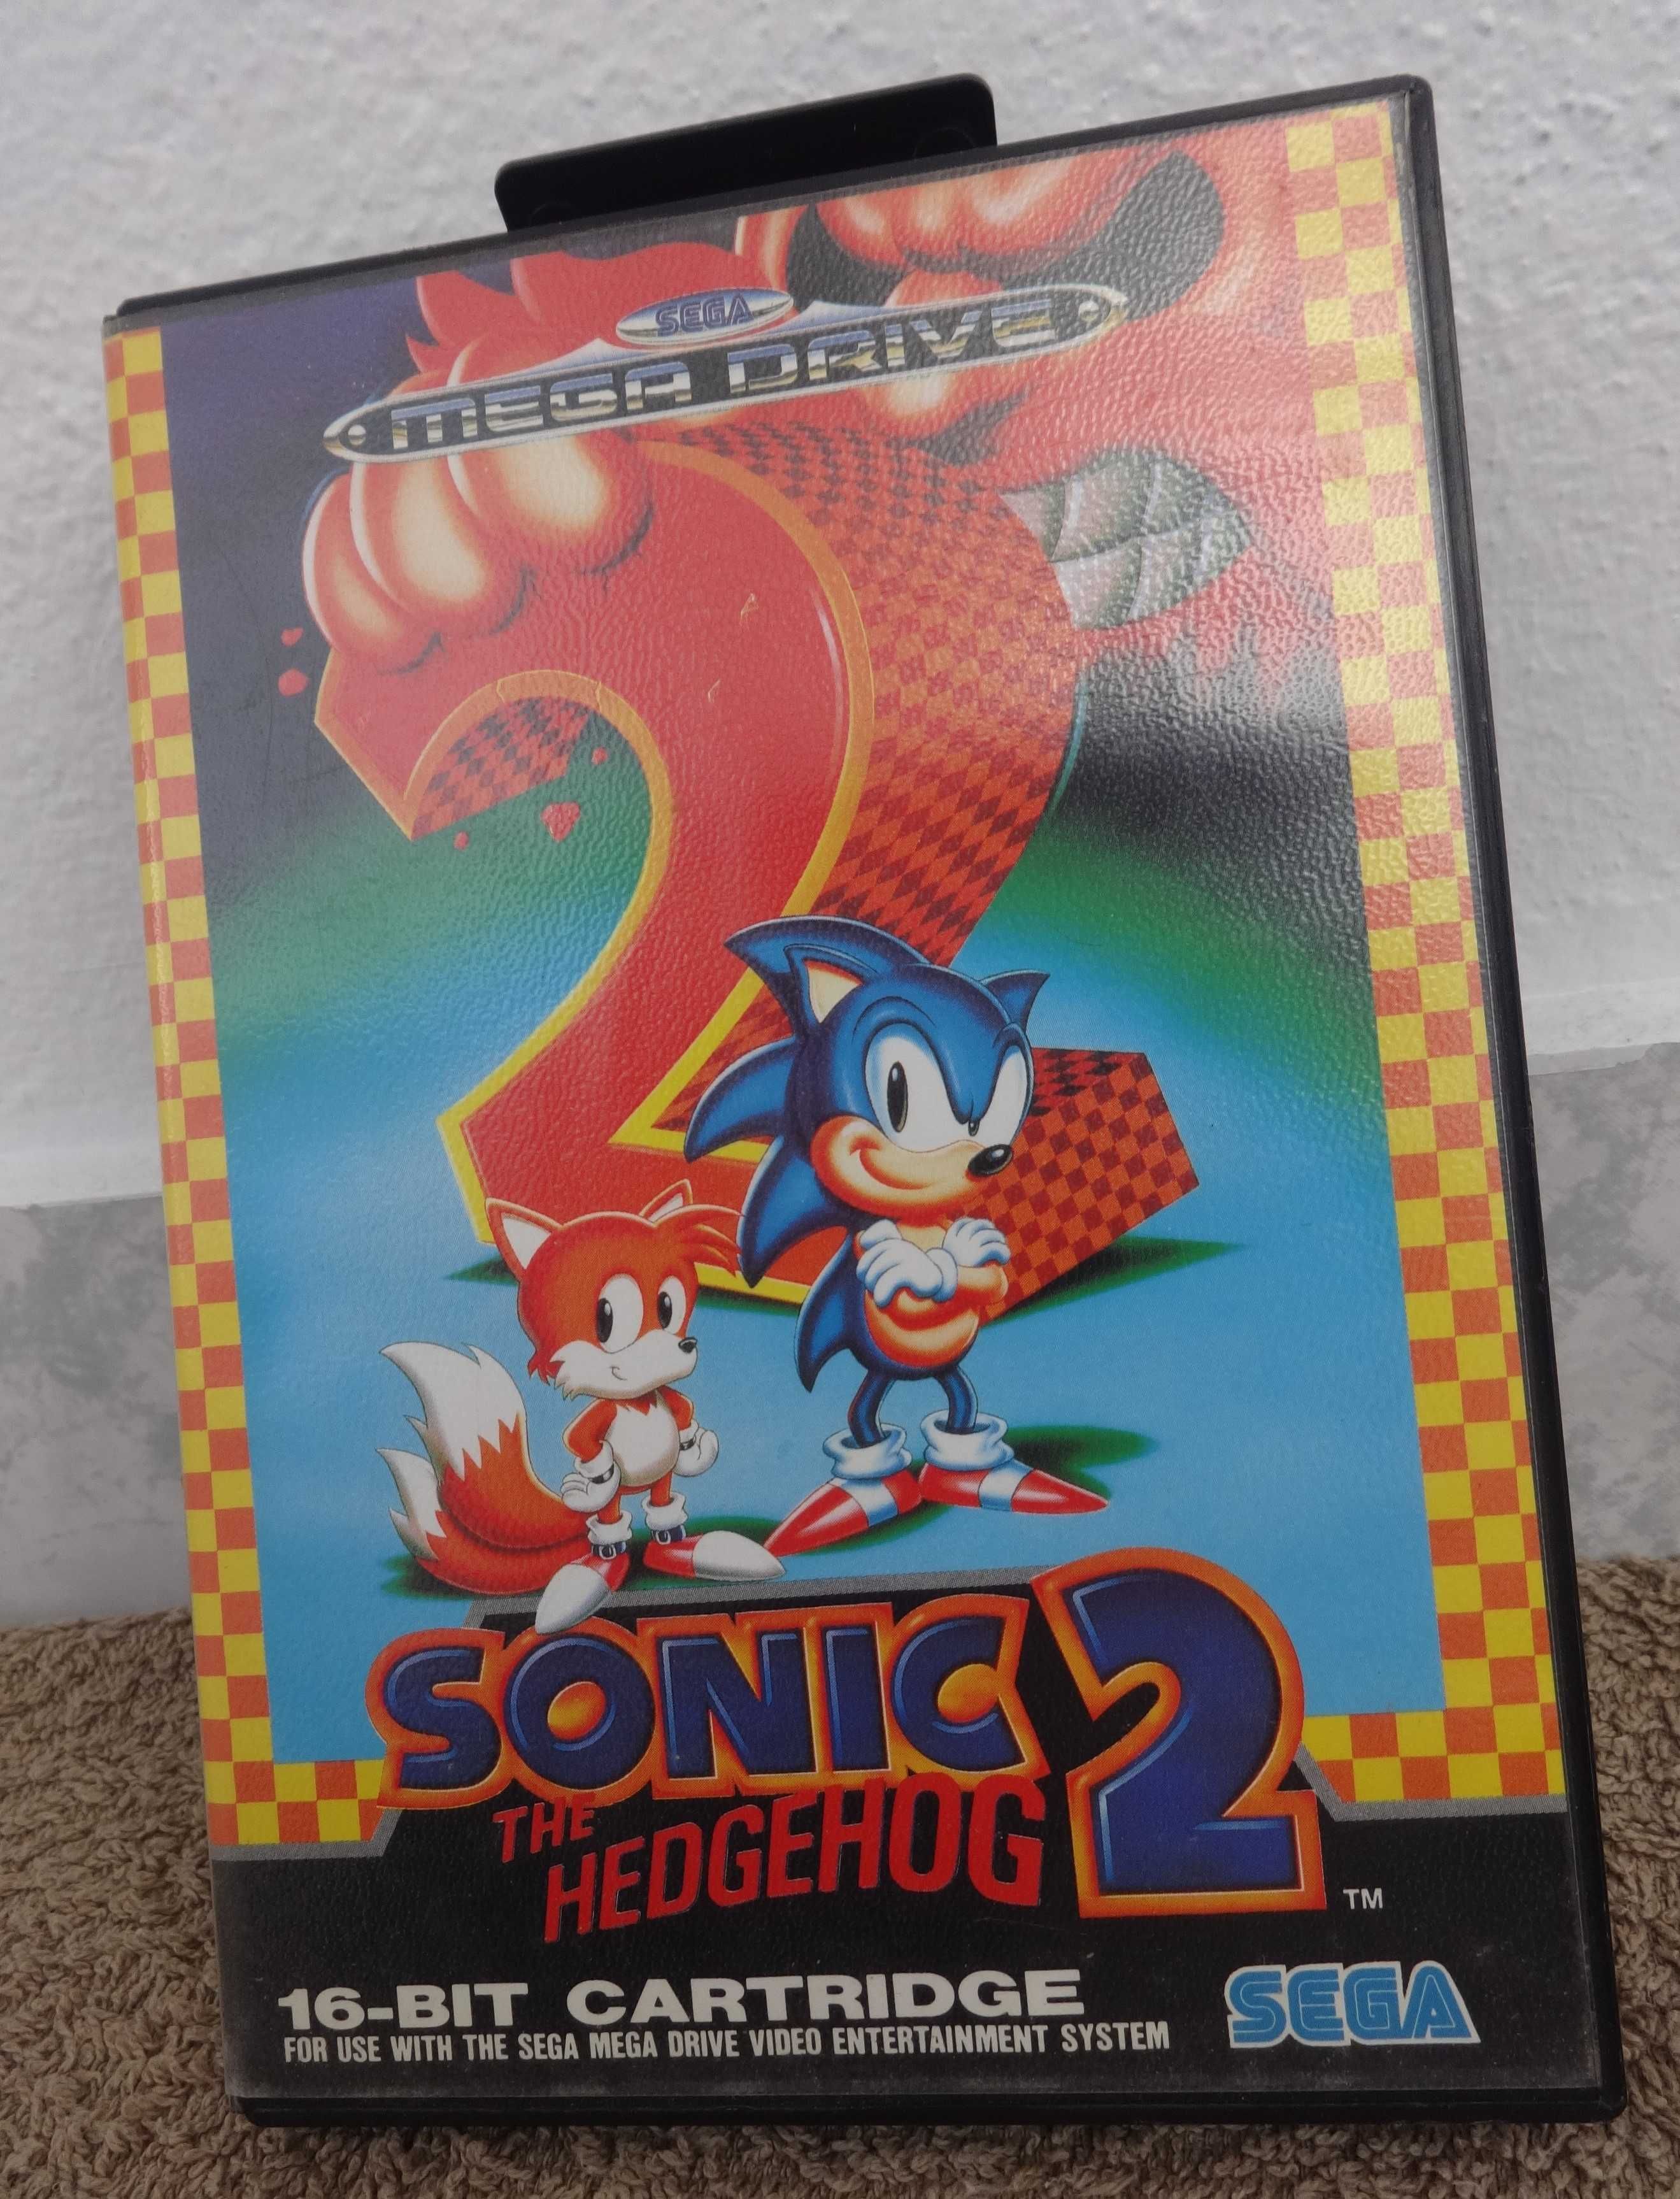 SEGA
MEGA DRIVE
2
SONIC 2
THE
HEDGEHOG
TM
16-BIT CARTRIDGE
FOR USE WITH THE SEGA MEGA DRIVE VIDEO ENTERTAINMENT SYSTEM
SEGA